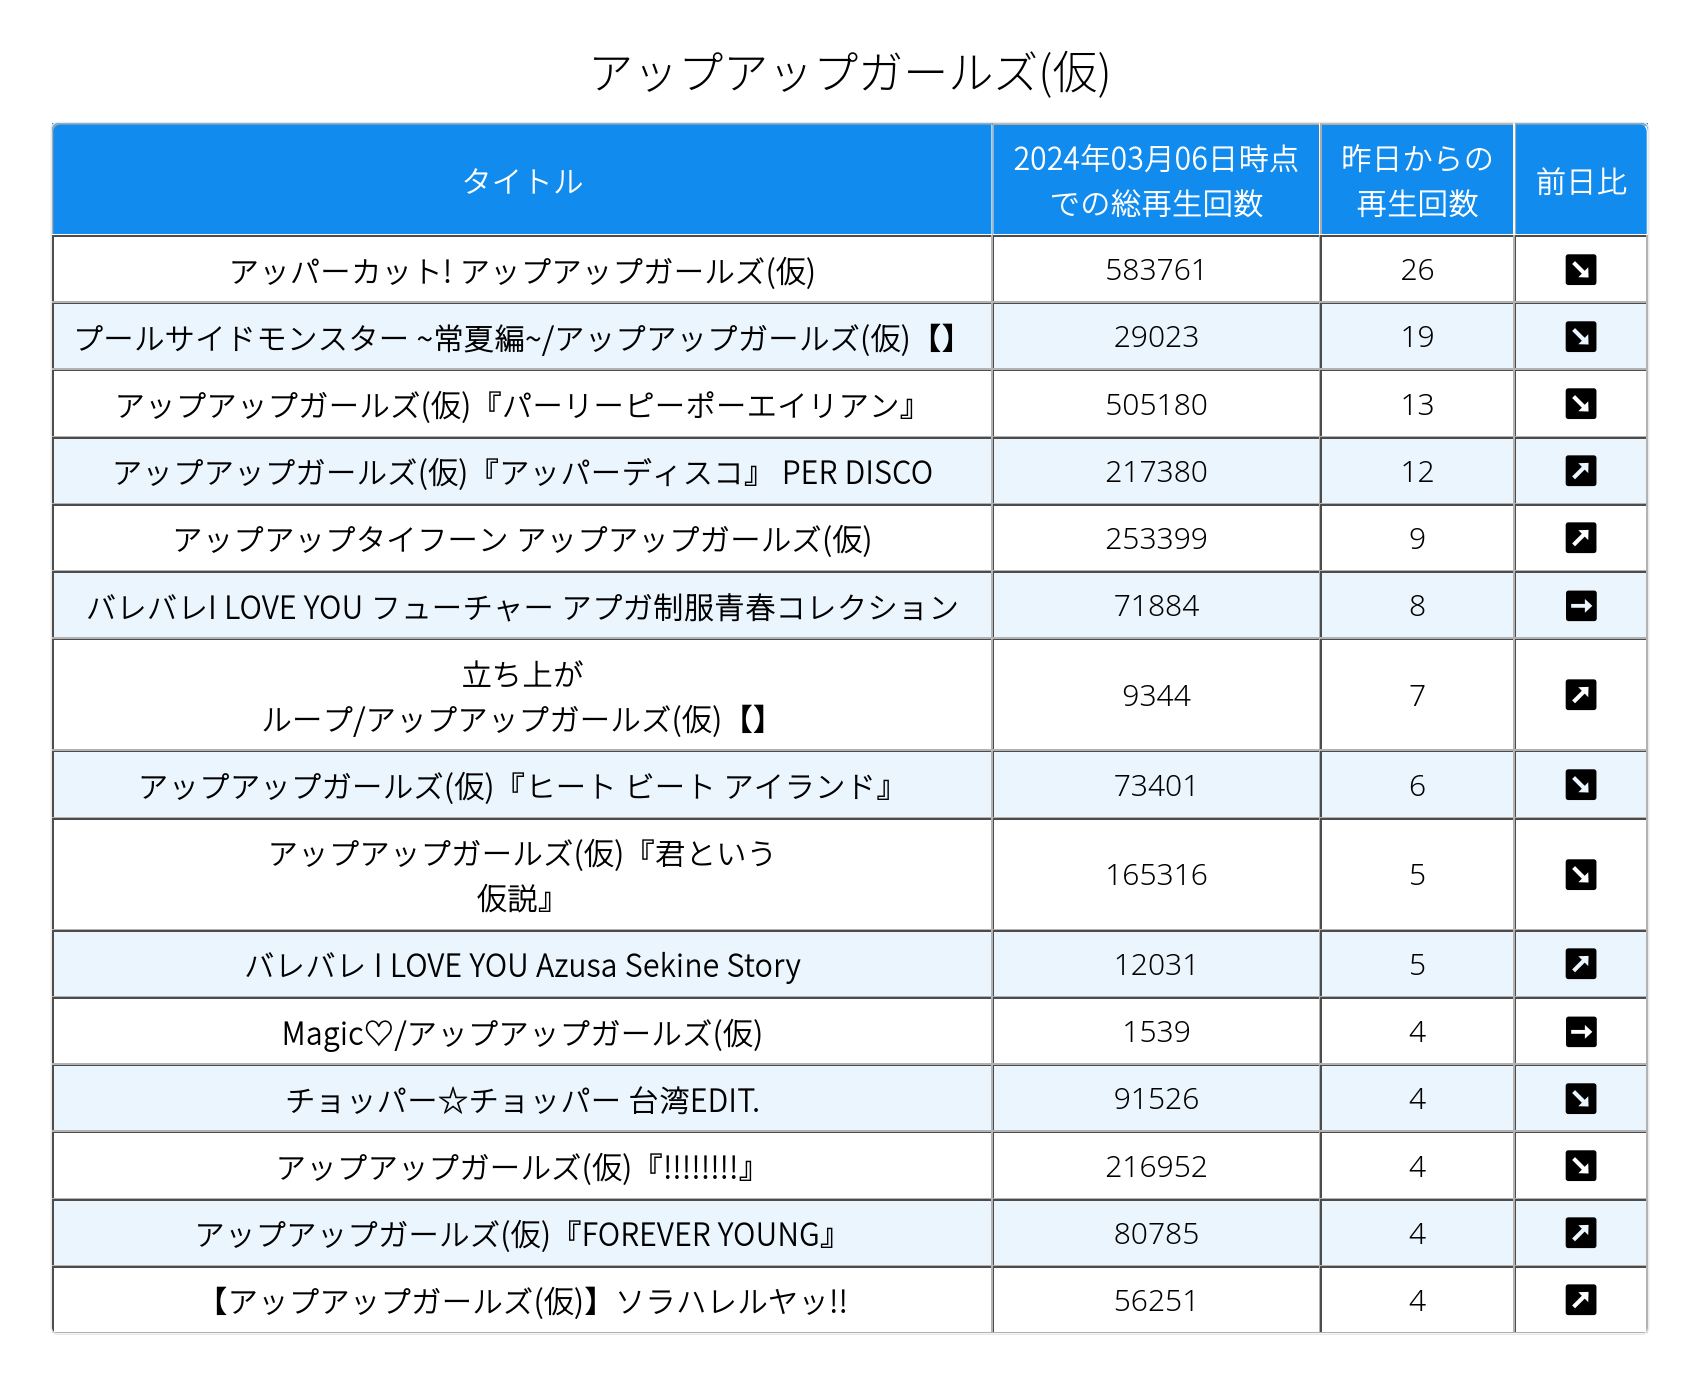 アップアップガールズ(仮)
タイトル
2024年03月06日時点
での総再生回数
昨日からの
再生回数
前日比
アッパーカット! アップアップガールズ(仮)
583761
26
プールサイドモンスター ~常夏編~/アップアップガールズ(仮)【】
29023
19
アップアップガールズ(仮)『パーリーピーポーエイリアン』
505180
13
アップアップガールズ(仮)『アッパーディスコ』 PER DISCO
217380
12
アップアップタイフーン アップアップガールズ(仮)
253399
9
バレバレI LOVE YOU フューチャー アプガ制服青春コレクション
71884
8
立ち上が
ループ/アップアップガールズ(仮)【】
9344
7
アップアップガールズ(仮)『ヒート ビート アイランド』
73401
6
アップアップガールズ(仮)『君という
仮説』
165316
5
バレバレ I LOVE YOU Azusa Sekine Story
12031
5
Magic♡/アップアップガールズ(仮)
1539
4
チョッパー☆チョッパー 台湾EDIT.
91526
4
アップアップガールズ(仮)『!!!!!!!!』
216952
4
アップアップガールズ(仮)『FOREVER YOUNG』
80785
4
【アップアップガールズ(仮)】ソラハレルヤッ!!
56251
4